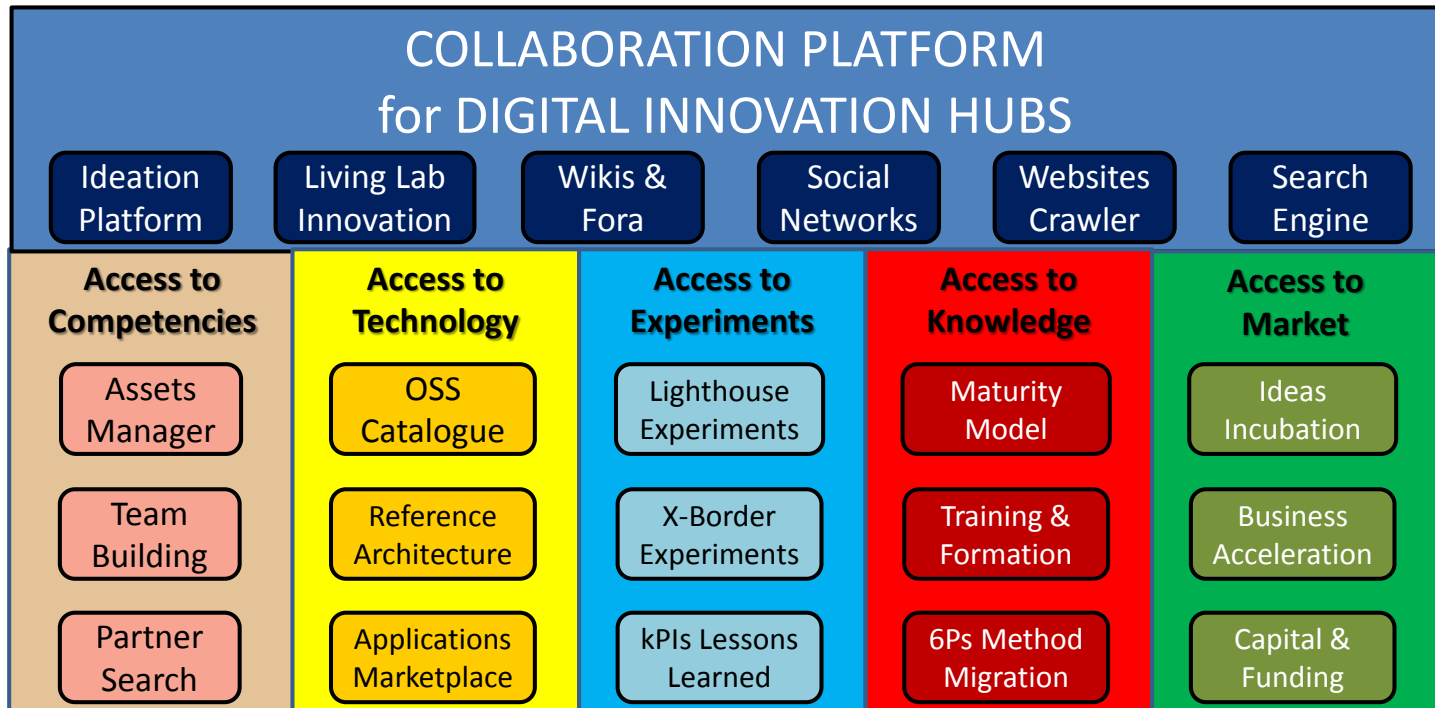 COLLABORATION PLATFORM
for DIGITAL INNOVATION HUBS
Ideation
Platform
Living Lab
Innovation
Wikis &
Fora
Social
Networks
Websites
Crawler
Search
Engine
Access to
Competencies
Assets
Manager
Team
Building
Partner
Search
Access to
Technology
OSS
Catalogue
Reference
Architecture
Applications
Marketplace
Access to
Experiments
Lighthouse
Experiments
X-Border
Experiments
kPIs Lessons
Learned
Access to
Knowledge
Maturity
Model
Training &
Formation
6Ps Method
Migration
Access to
Market
Ideas
Incubation
Business
Acceleration
Capital &
Funding